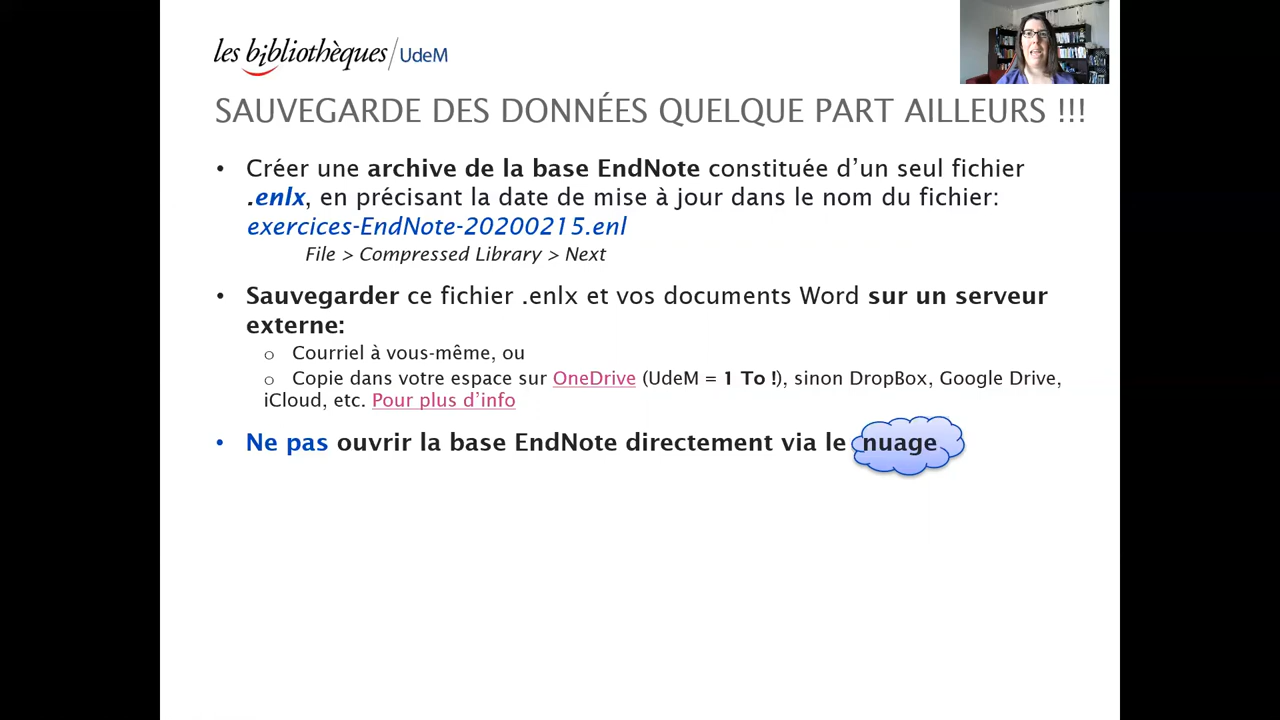 les bibliothèques/UdeM
SAUVEGARDE DES DONNÉES QUELQUE PART AILLEURS !!!
• Créer une archive de la base EndNote constituée d’un seul fichier
.enlx, en précisant la date de mise à jour dans le nom du fichier:
exercices-EndNote-20200215.enl
File > Compressed Library > Next
• Sauvegarder ce fichier .enlx et vos documents Word sur un serveur
externe:
o Courriel à vous-même, ou
o Copie dans votre espace sur OneDrive (UdeM = 1 To !), sinon DropBox, Google Drive,
iCloud, etc. Pour plus d’info
• Ne pas ouvrir la base EndNote directement via le nuage